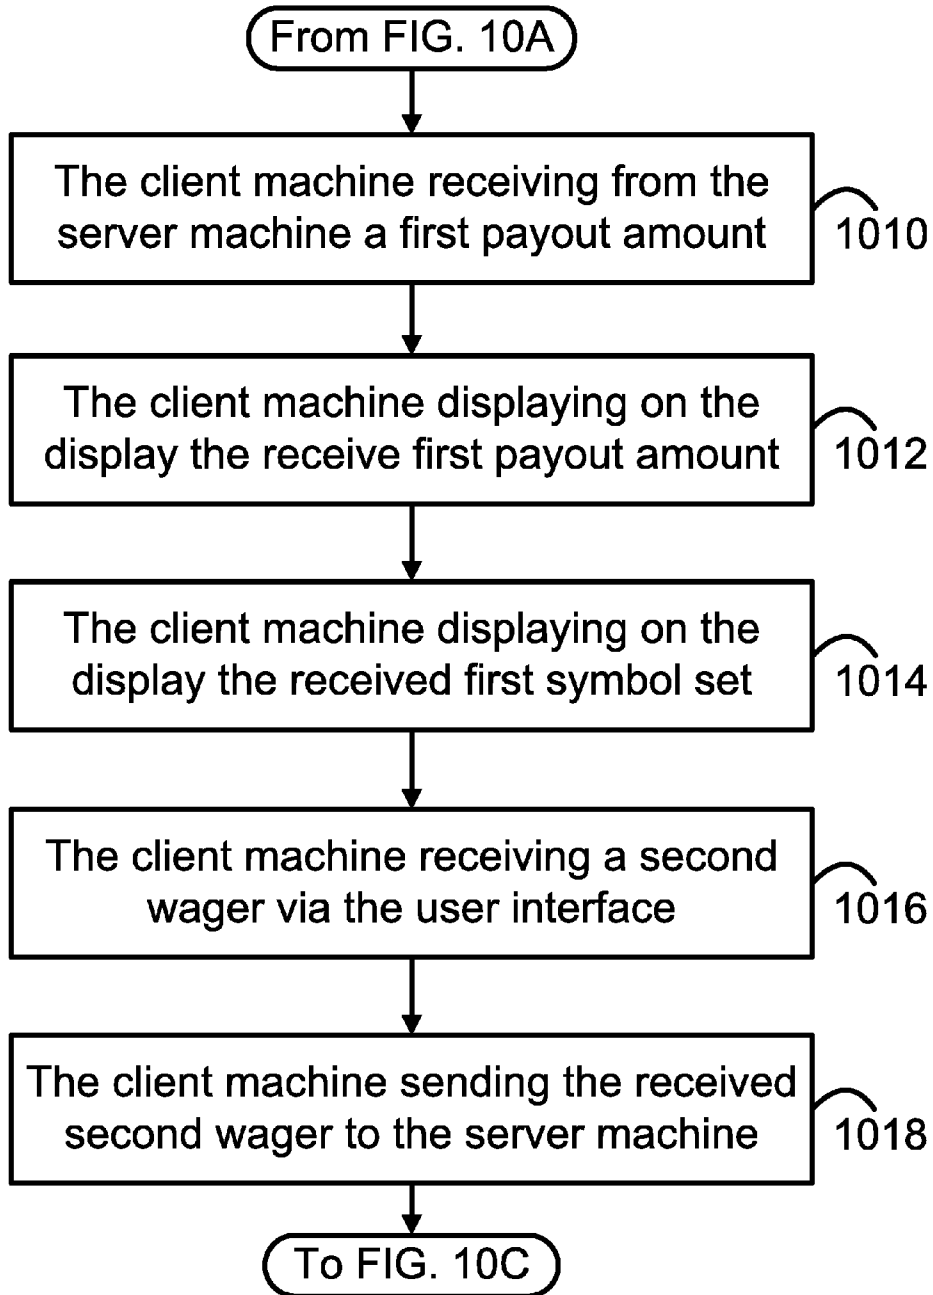 From FIG. 10A
The client machine receiving from the
server machine a first payout amount
1010
The client machine displaying on the
display the receive first payout amount
1012
The client machine displaying on the
display the received first symbol set
1014
The client machine receiving a second
wager via the user interface
1016
The client machine sending the received
second wager to the server machine
1018
To FIG. 10C